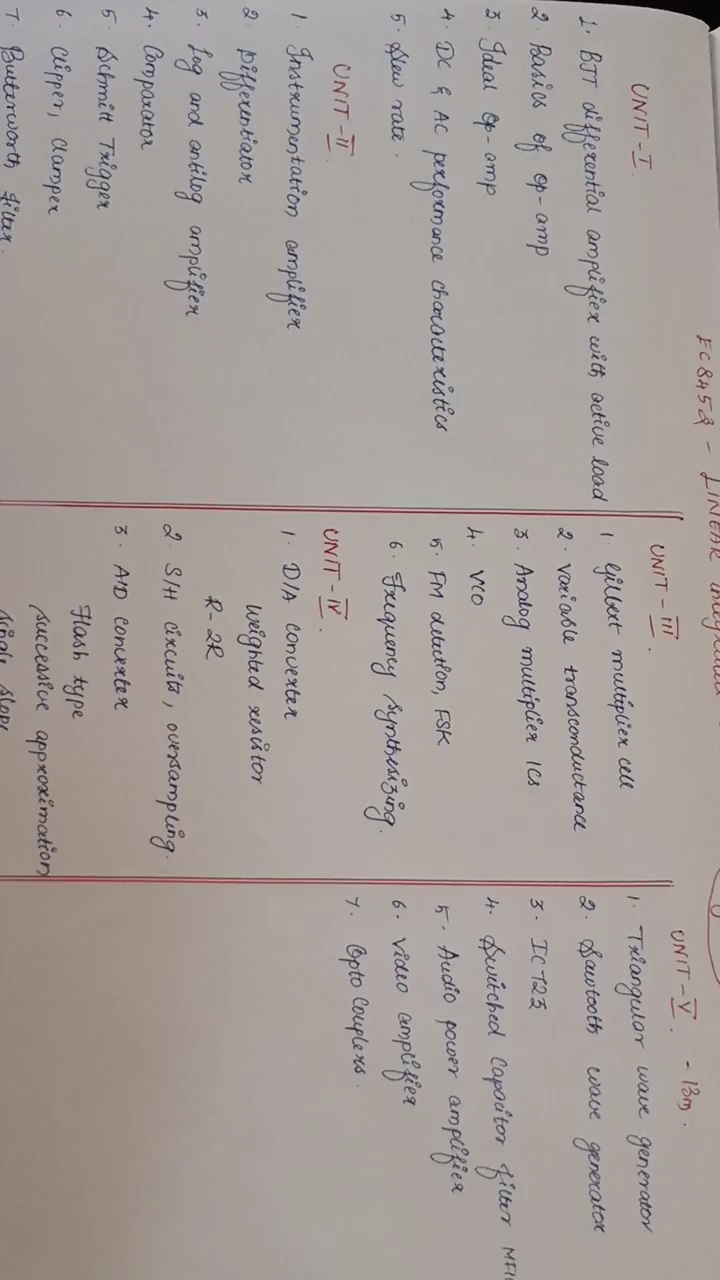 EC8453 - LINEAR
UNIT - I
1. BJT differential amplifier with active load
2. Basics of op-amp
3. Ideal op-amp
4. DC & AC performance characteristics
5. Slew rate.
UNIT - II
1. Instrumentation amplifier
2. Differentiator
3. Log and antilog amplifier
4. Comparator
5. Schmitt Trigger
6. Clipper, clamper
7. Butterworth filter.
UNIT - III
1. Gilbert multiplier cell
2. Variable transconductance
3. Analog multiplier ICs
4. VCO
5. FM detection, FSK
6. Frequency synthesizing.
UNIT - IV
1. D/A converter
Weighted resistor
R-2R
2. S/H circuits, oversampling.
3. A/D converter
Flash type
successive approximation
single slope
UNIT - V - 13m.
1. Triangular wave generator
2. Sawtooth wave generator
3. IC 723
4. Switched Capacitor filter
5. Audio power amplifier
6. Video amplifier
7. Opto couplers.